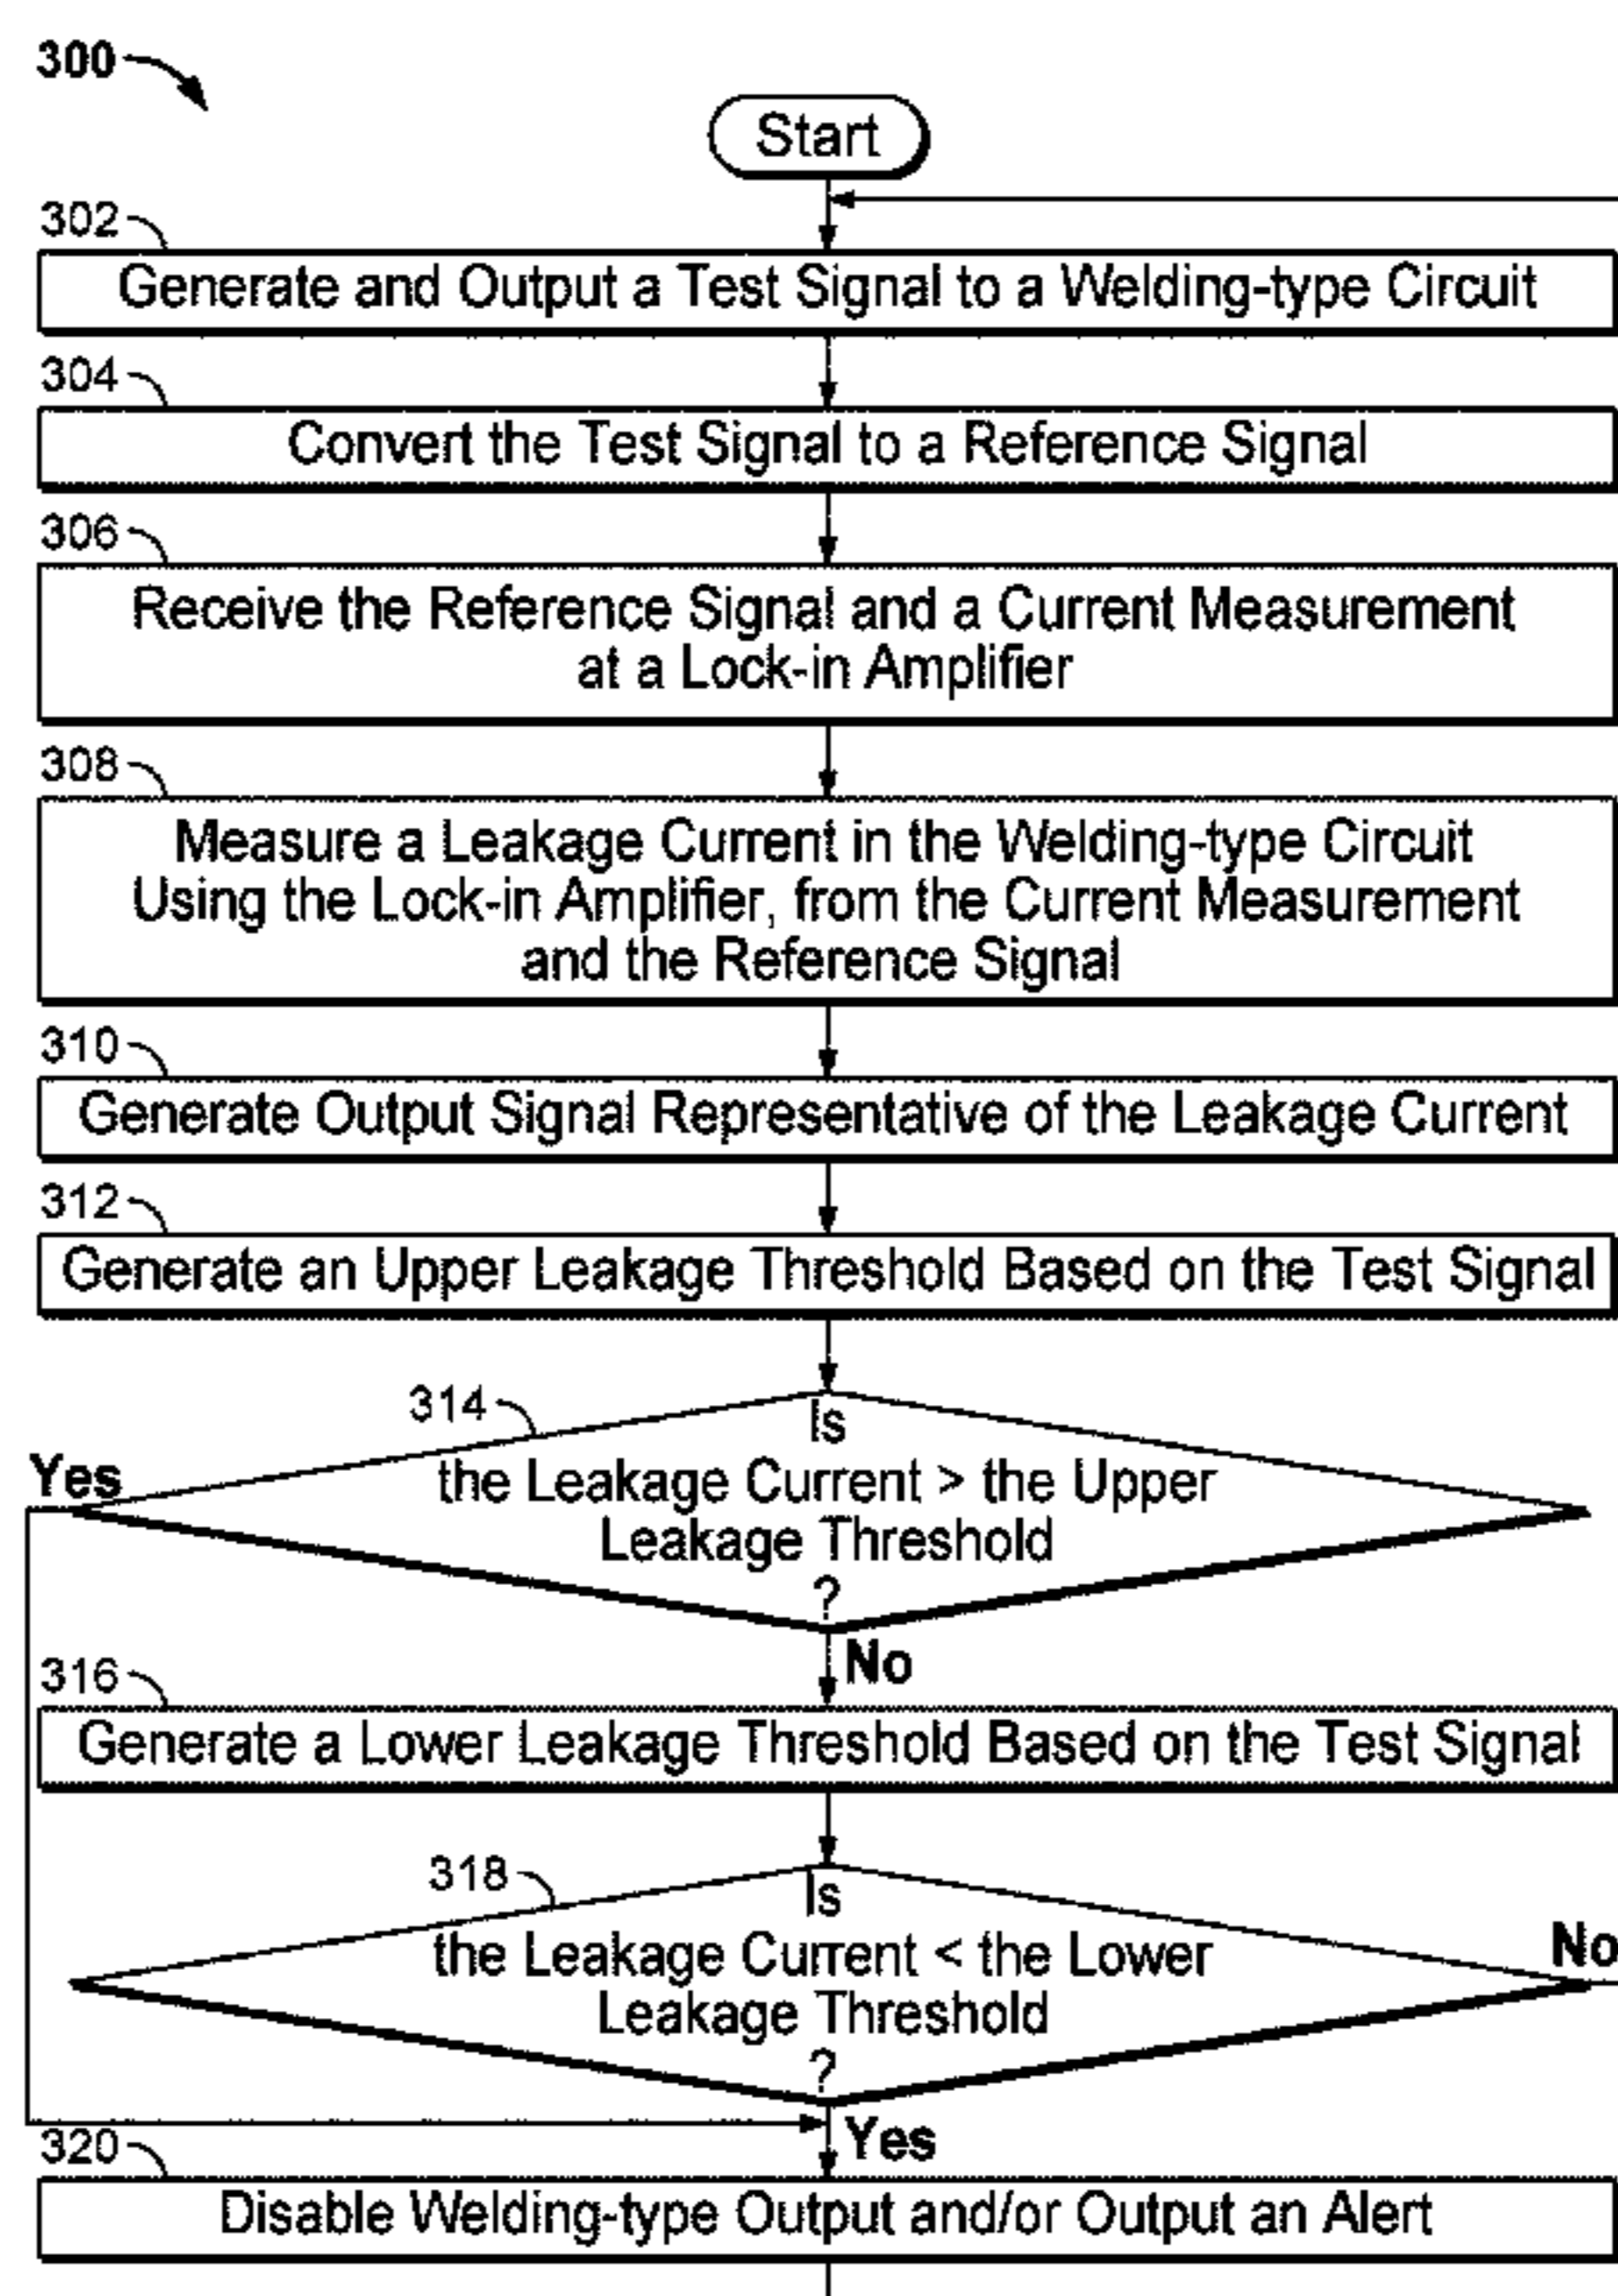 300
Start
302
Generate and Output a Test Signal to a Welding-type Circuit
304
Convert the Test Signal to a Reference Signal
306
Receive the Reference Signal and a Current Measurement
at a Lock-in Amplifier
308
Measure a Leakage Current in the Welding-type Circuit
Using the Lock-in Amplifier, from the Current Measurement
and the Reference Signal
310
Generate Output Signal Representative of the Leakage Current
312
Generate an Upper Leakage Threshold Based on the Test Signal
314
Is
the Leakage Current > the Upper
Leakage Threshold
?
Yes
No
316
Generate a Lower Leakage Threshold Based on the Test Signal
318
Is
the Leakage Current < the Lower
Leakage Threshold
?
No
Yes
320
Disable Welding-type Output and/or Output an Alert